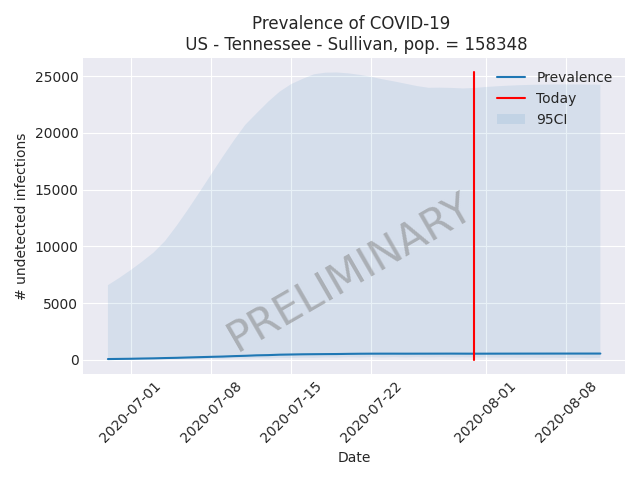 Prevalence of COVID-19
US - Tennessee - Sullivan, pop. = 158348
25000
20000
15000
10000
5000
0
# undetected infections
Prevalence
Today
95CI
PRELIMINARY
2020-07-01
2020-07-08
2020-07-15
2020-07-22
2020-08-01
2020-08-08
Date